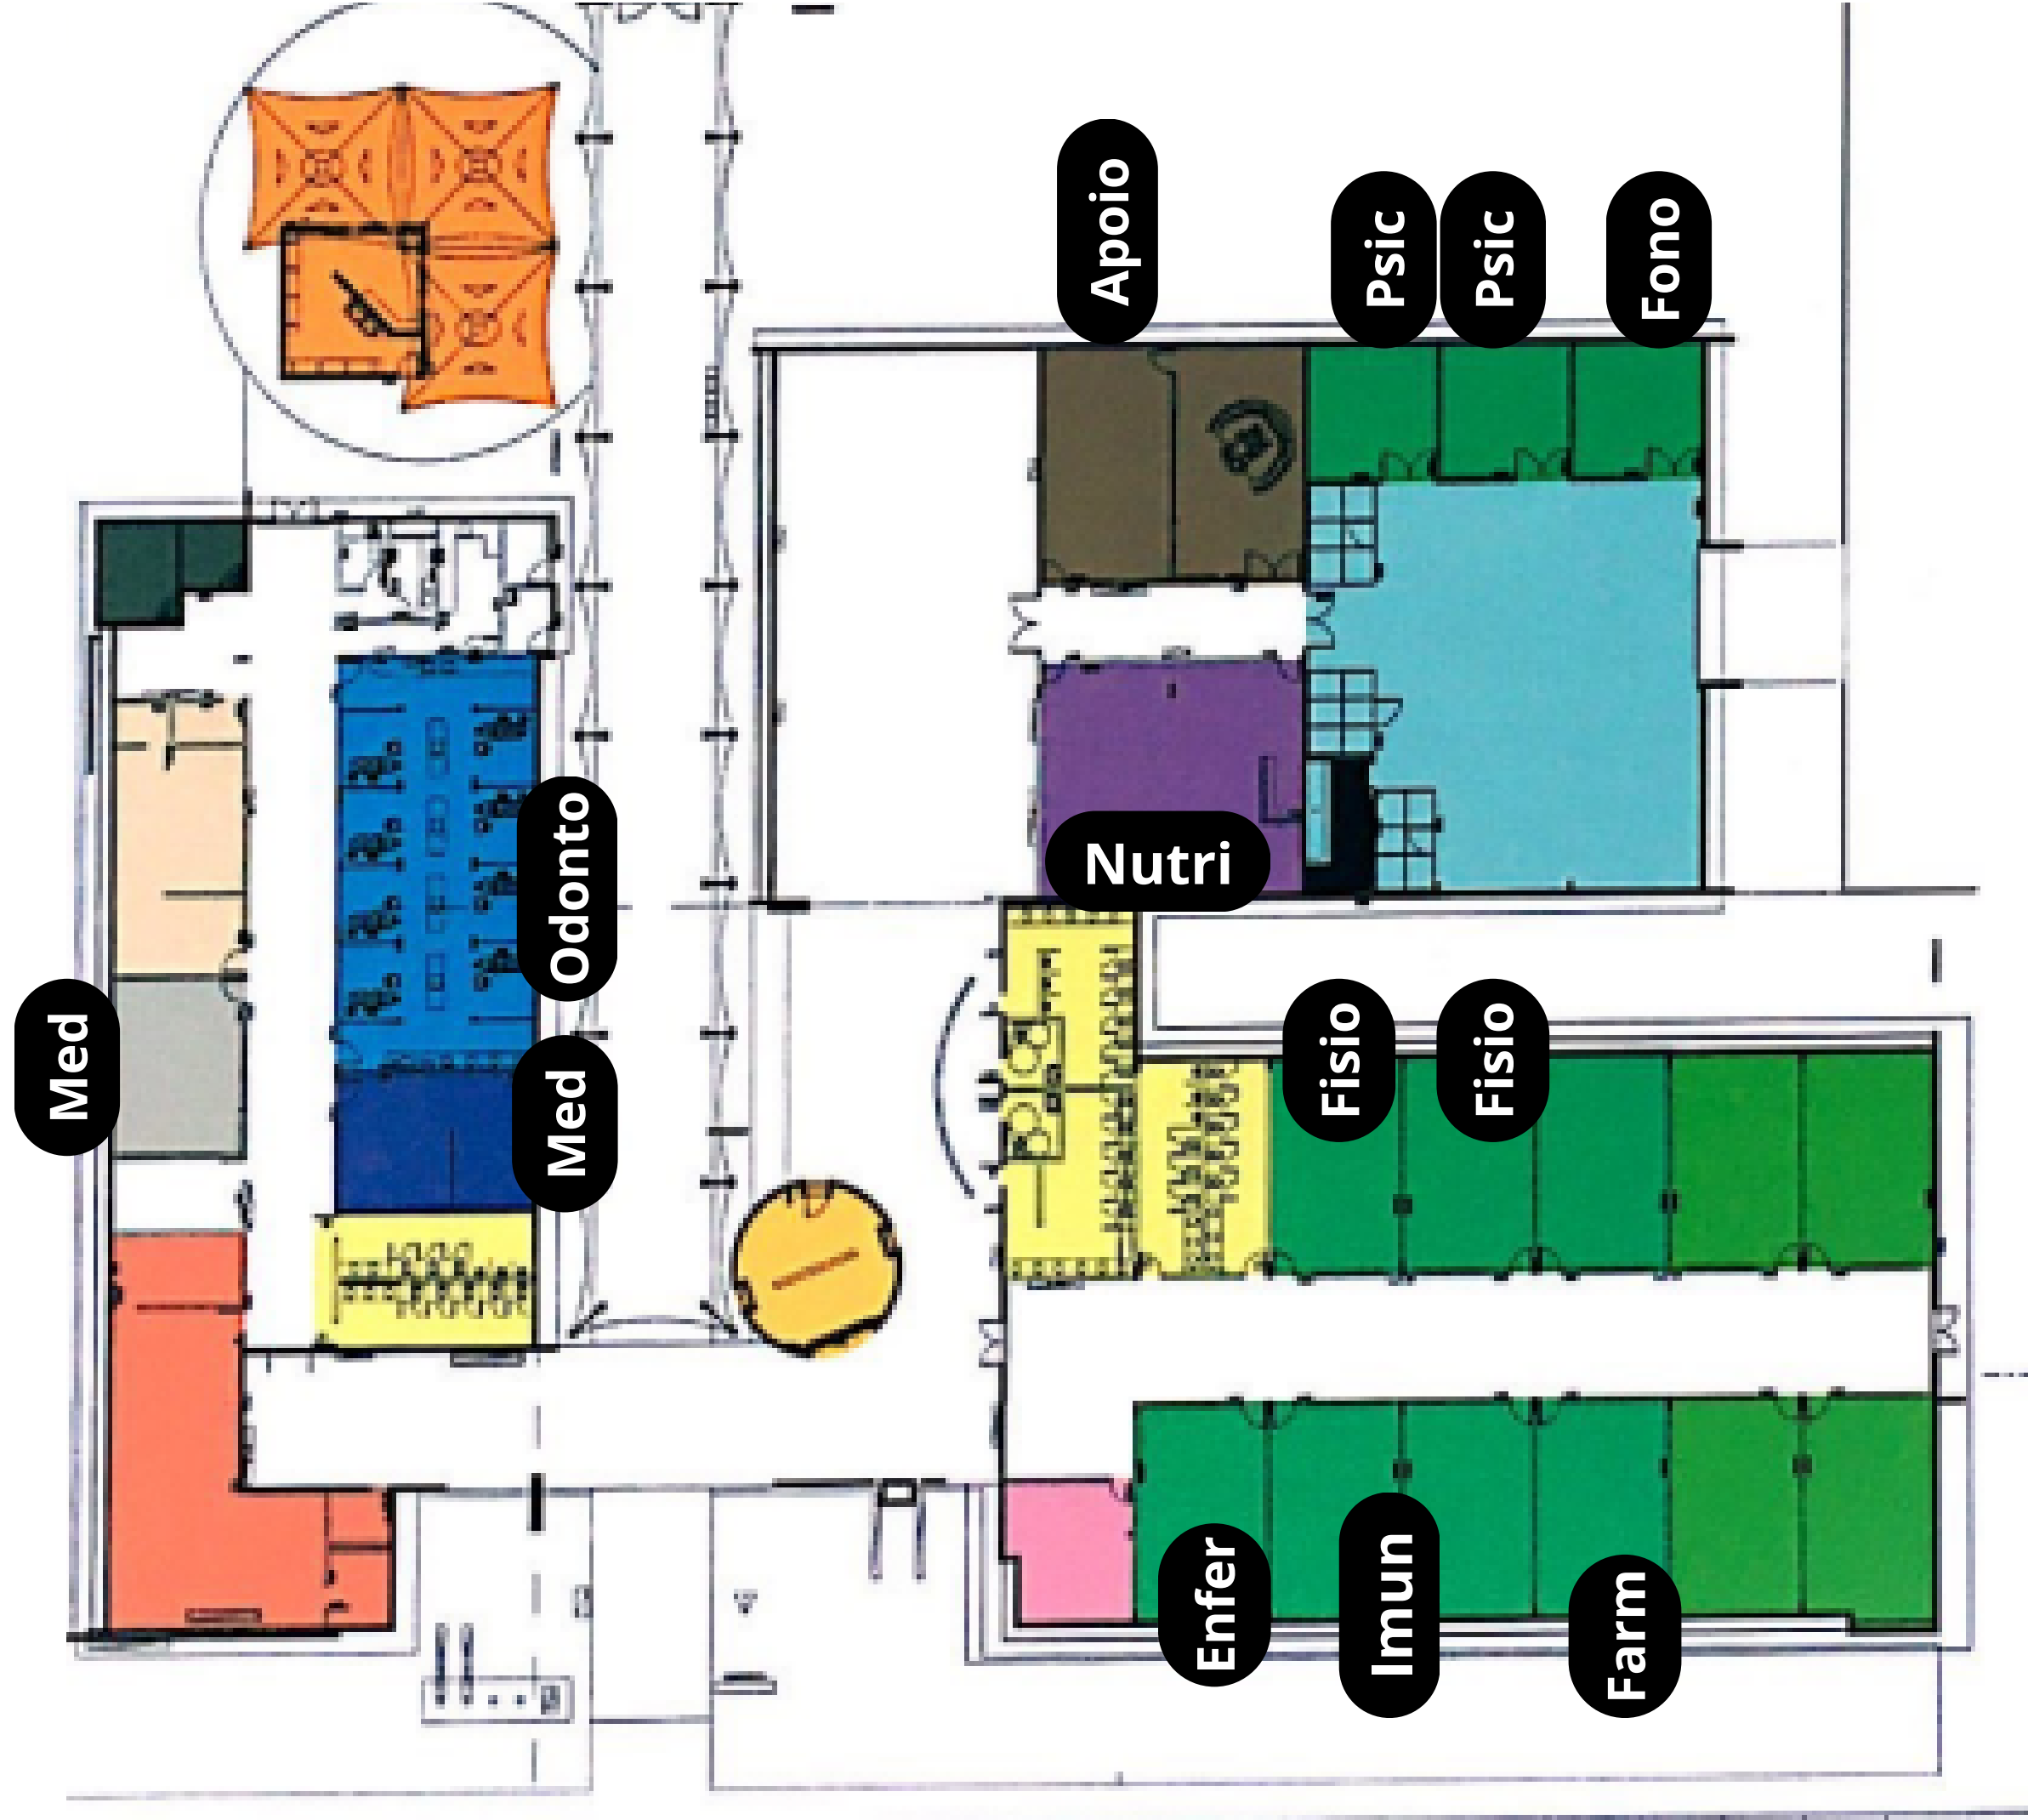 Apoio
Psic
Psic
Fono
Odonto
Nutri
Med
Med
Fisio
Fisio
Enfer
Imun
Farm